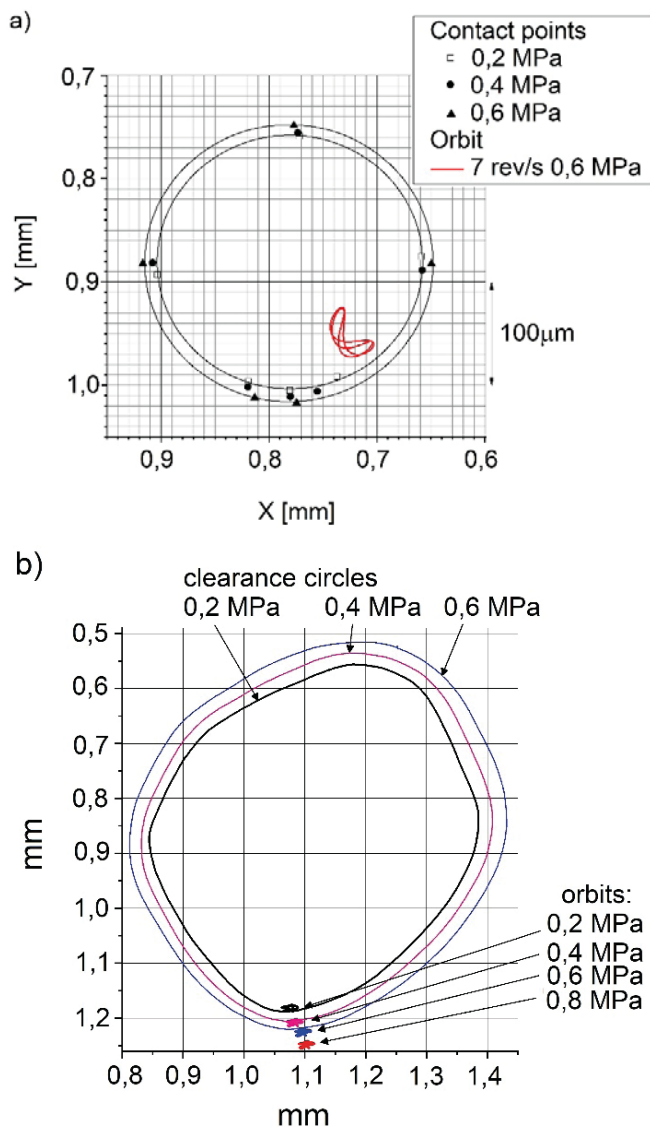 a)
Contact points
0,2 MPa
0,4 MPa
0,6 MPa
Orbit
7 rev/s 0,6 MPa
0,7
0,8
0,9
1,0
Y [mm]
100μm
0,9 0,8 0,7 0,6
X [mm]
b)
clearance circles
0,2 MPa 0,4 MPa 0,6 MPa
0,5
0,6
0,7
0,8
0,9
1,0
1,1
1,2
mm
orbits:
0,2 MPa
0,4 MPa
0,6 MPa
0,8 MPa
0,8 0,9 1,0 1,1 1,2 1,3 1,4
mm